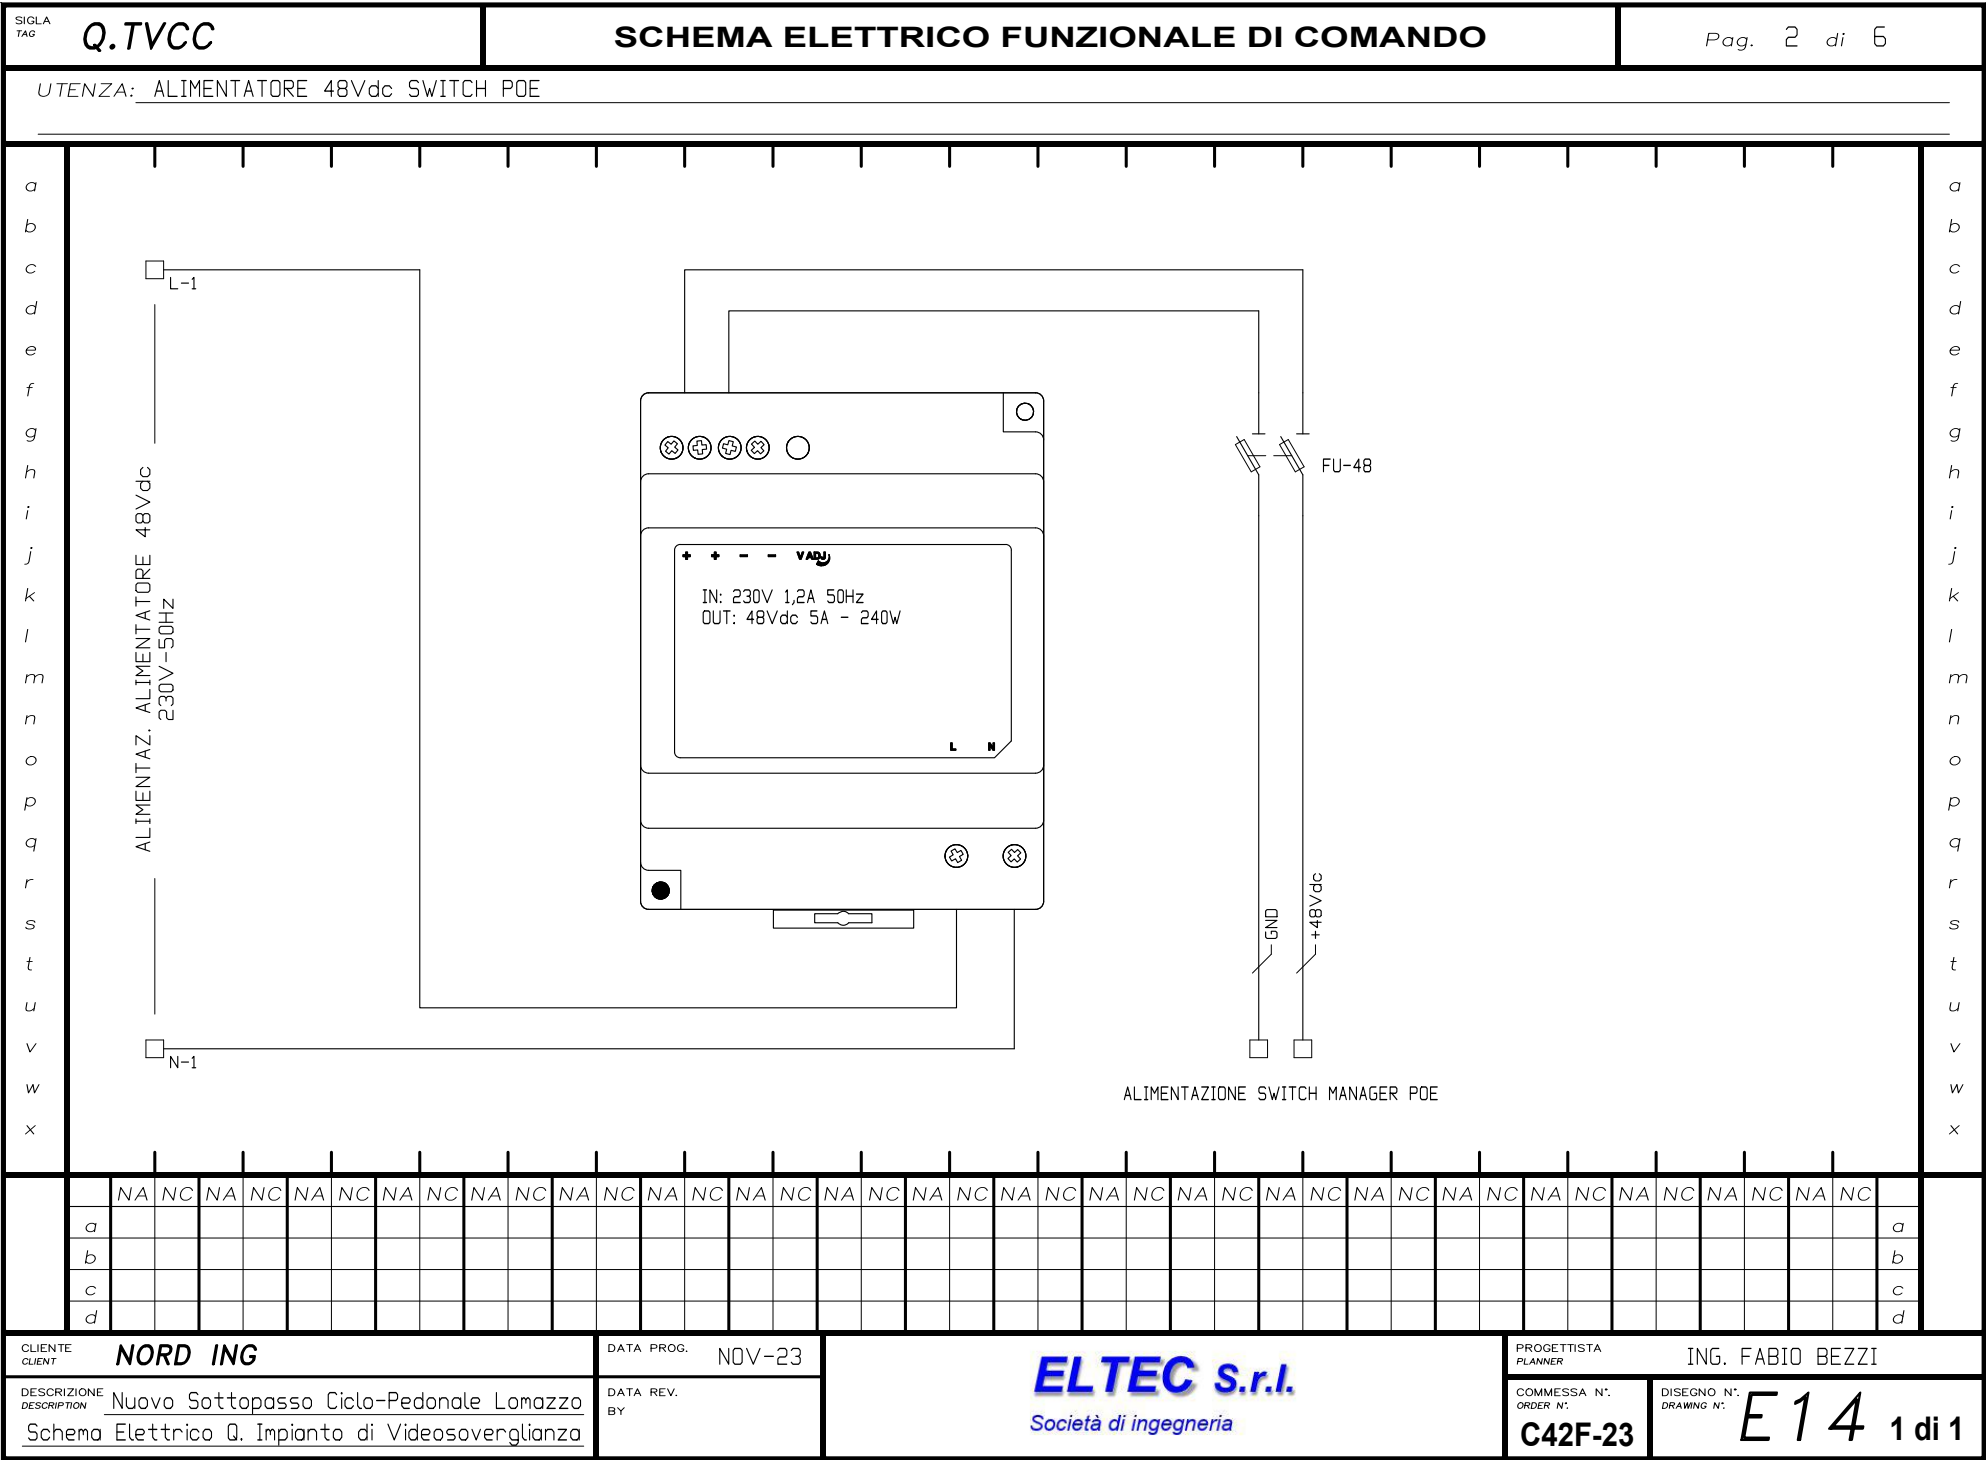 SIGLA
TAG
Q.TVCC
SCHEMA ELETTRICO FUNZIONALE DI COMANDO
Pag. 2 di 6
UTENZA: ALIMENTATORE 48Vdc SWITCH POE
a a
b b
c c
d d
e e
f f
g g
h h
i i
j j
k k
l l
m m
n n
o o
p p
q q
r r
s s
t t
u u
v v
w w
x x
L-1
ALIMENTAZ. ALIMENTATORE 48Vdc
230V-50Hz
N-1
+ + - - V ADJ
IN: 230V 1,2A 50Hz
OUT: 48Vdc 5A - 240W
L N
FU-48
GND
+48Vdc
ALIMENTAZIONE SWITCH MANAGER POE
NA NC NA NC NA NC NA NC NA NC NA NC NA NC NA NC NA NC NA NC NA NC NA NC NA NC NA NC NA NC NA NC NA NC NA NC NA NC NA NC
a a
b b
c c
d d
CLIENTE
CLIENT
NORD ING
DATA PROG.
NOV-23
DESCRIZIONE
DESCRIPTION
Nuovo Sottopasso Ciclo-Pedonale Lomazzo
Schema Elettrico Q. Impianto di Videosoverglianza
DATA REV.
BY
ELTEC S.r.l.
Società di ingegneria
PROGETTISTA
PLANNER
ING. FABIO BEZZI
COMMESSA N°.
ORDER N°.
C42F-23
DISEGNO N°.
DRAWING N°.
E14
1 di 1